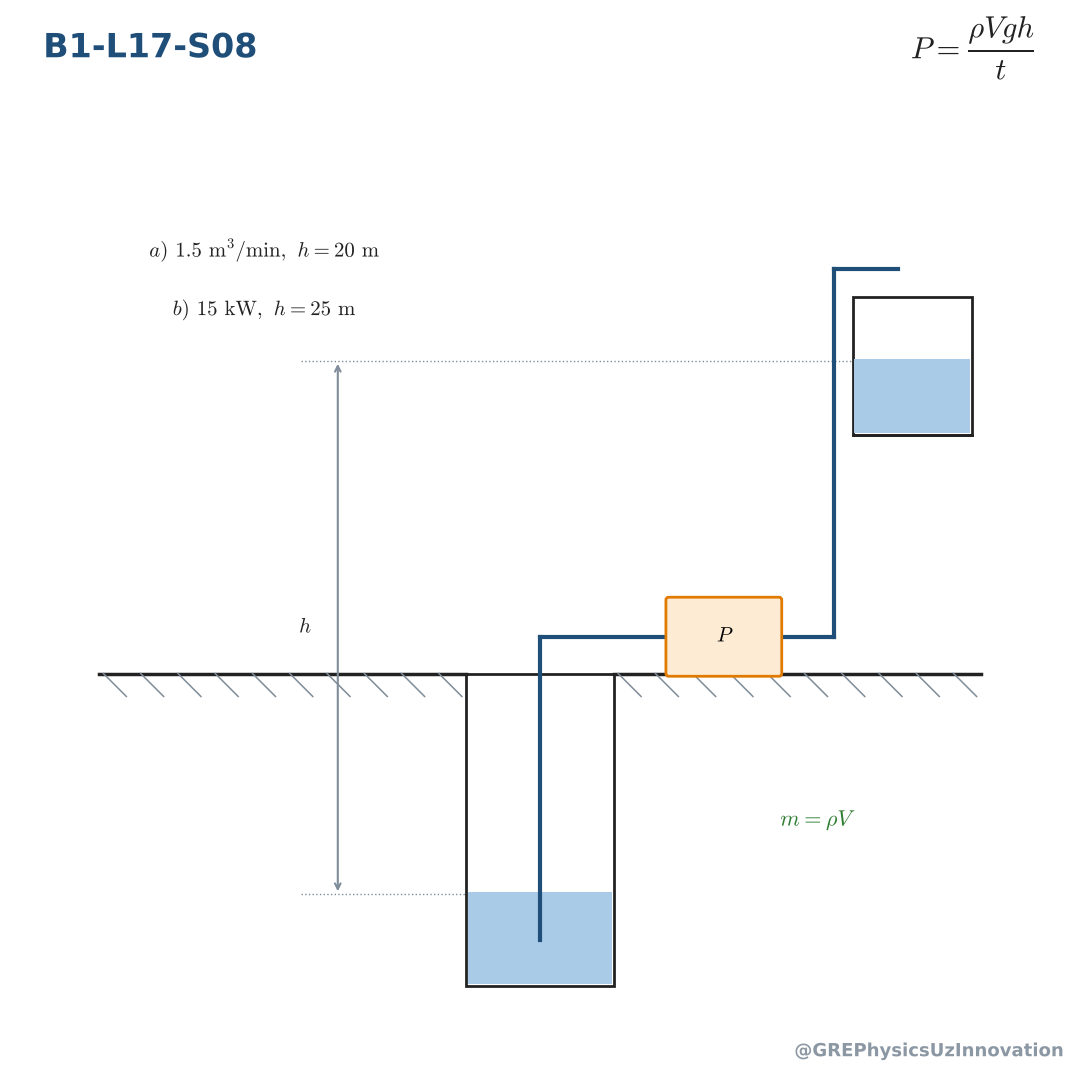 B1-L17-S08
P = ρVgh / t
a) 1.5 m³/min, h = 20 m
b) 15 kW, h = 25 m
h
P
m = ρV
@GREPhysicsUzInnovation